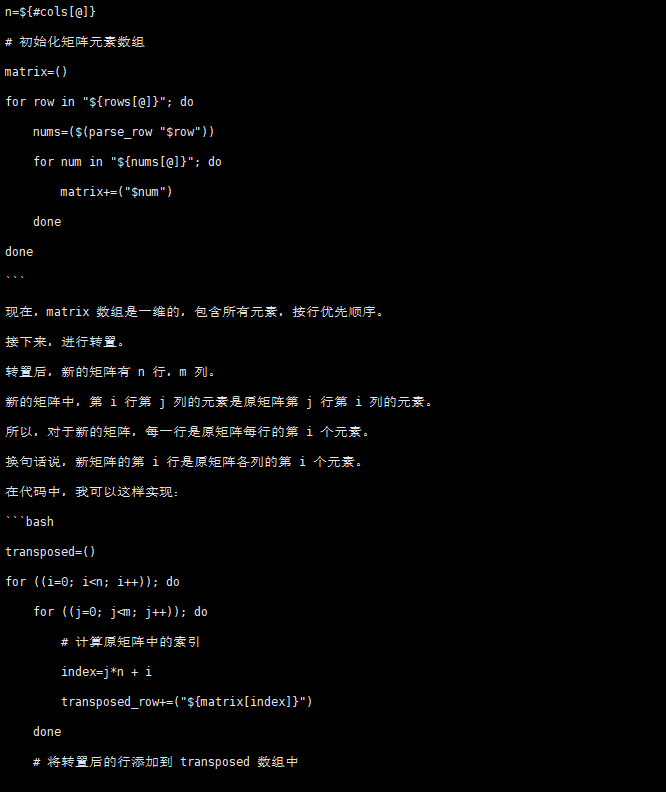 n=${#cols[@]}
# 初始化矩阵元素数组
matrix=()
for row in "${rows[@]}"; do
    nums=($(parse_row "$row"))
    for num in "${nums[@]}"; do
        matrix+=("$num")
    done
done
```
现在，matrix 数组是一维的，包含所有元素，按行优先顺序。
接下来，进行转置。
转置后，新的矩阵有 n 行，m 列。
新的矩阵中，第 i 行第 j 列的元素是原矩阵第 j 行第 i 列的元素。
所以，对于新的矩阵，每一行是原矩阵每行的第 i 个元素。
换句话说，新矩阵的第 i 行是原矩阵各列的第 i 个元素。
在代码中，我可以这样实现：
```bash
transposed=()
for ((i=0; i<n; i++)); do
    for ((j=0; j<m; j++)); do
        # 计算原矩阵中的索引
        index=j*n + i
        transposed_row+=("${matrix[index]}")
    done
    # 将转置后的行添加到 transposed 数组中